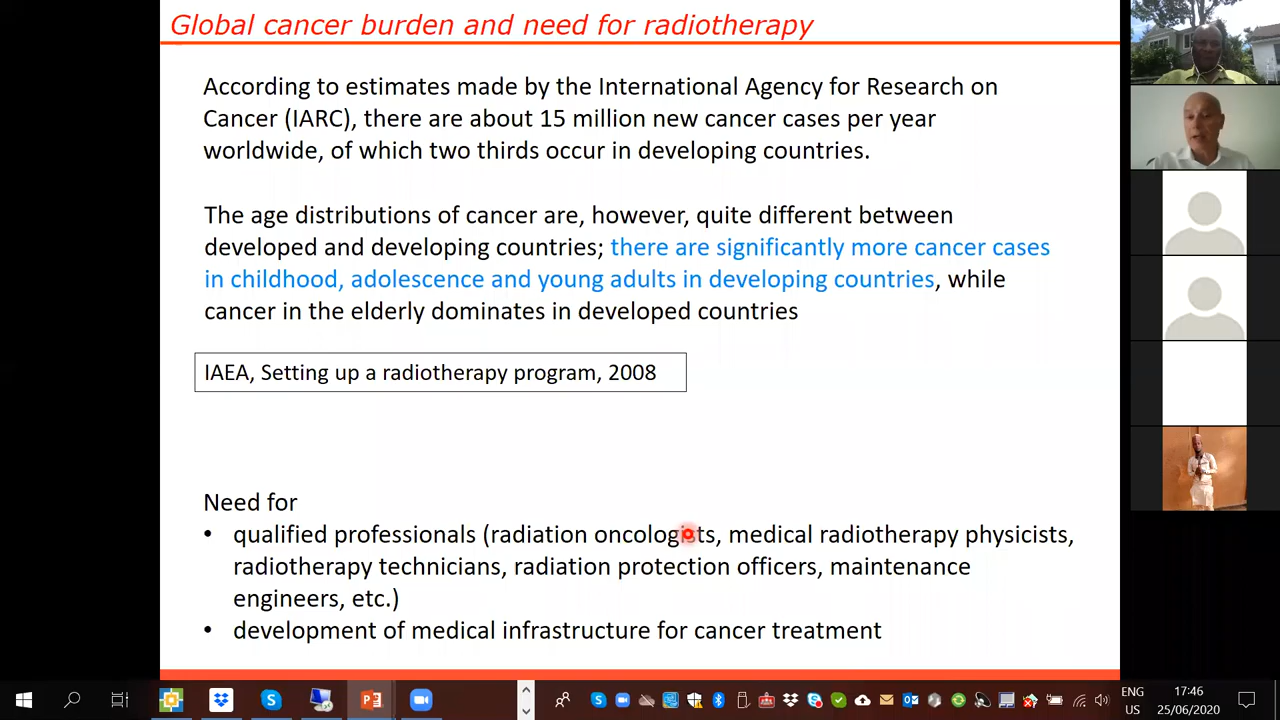 Global cancer burden and need for radiotherapy
According to estimates made by the International Agency for Research on
Cancer (IARC), there are about 15 million new cancer cases per year
worldwide, of which two thirds occur in developing countries.
The age distributions of cancer are, however, quite different between
developed and developing countries; there are significantly more cancer cases
in childhood, adolescence and young adults in developing countries, while
cancer in the elderly dominates in developed countries
IAEA, Setting up a radiotherapy program, 2008
Need for
• qualified professionals (radiation oncologists, medical radiotherapy physicists,
radiotherapy technicians, radiation protection officers, maintenance
engineers, etc.)
• development of medical infrastructure for cancer treatment
ENG
US
17:46
25/06/2020